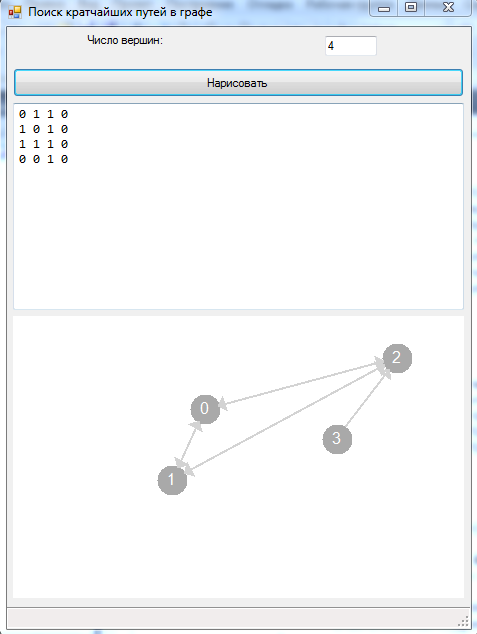 Поиск кратчайших путей в графе
Число вершин:
4
Нарисовать
0 1 1 0
1 0 1 0
1 1 1 0
0 0 1 0
2
0
3
1